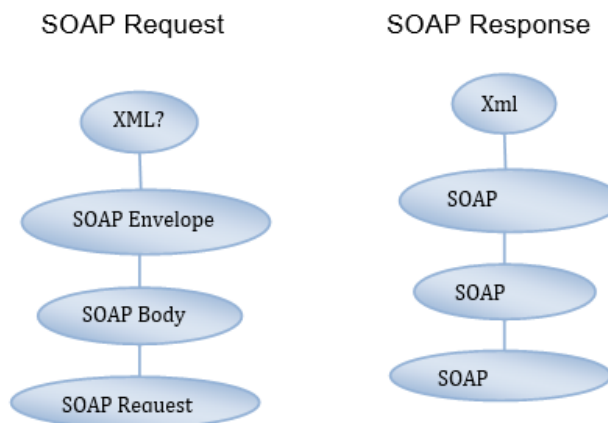 SOAP Request
SOAP Response
XML?
Xml
SOAP Envelope
SOAP
SOAP Body
SOAP
SOAP Request
SOAP